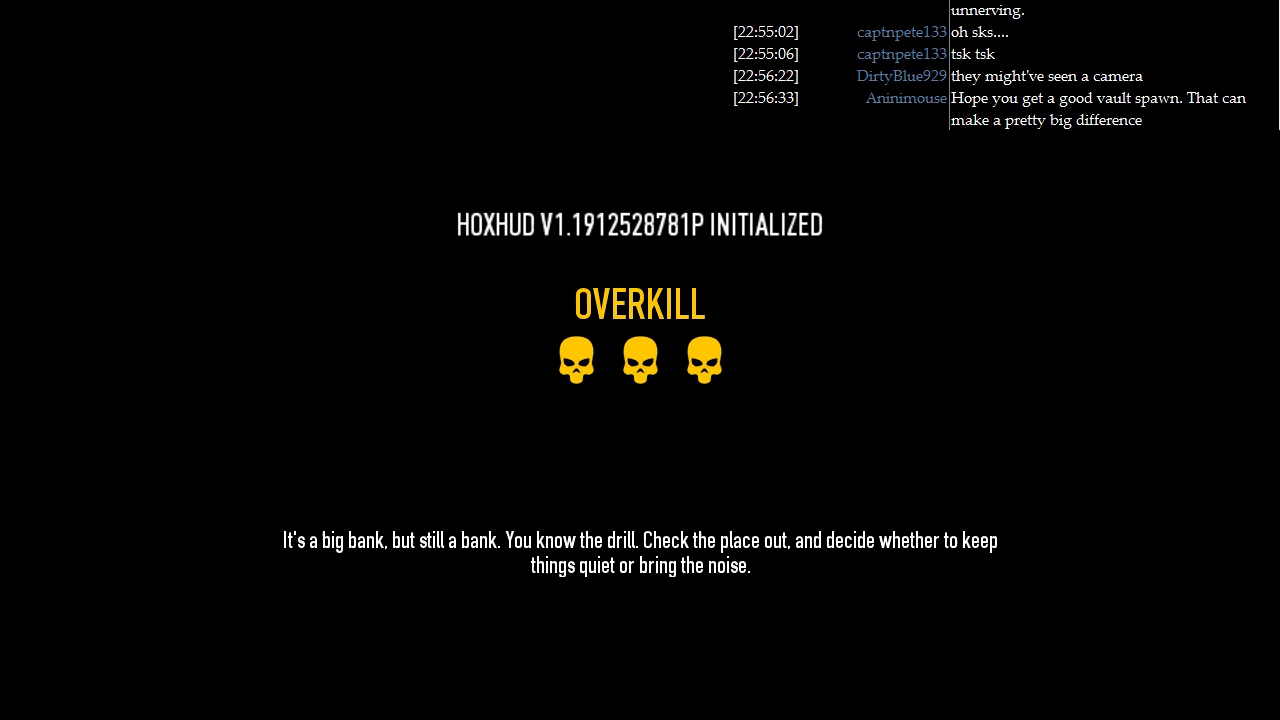 unnerving.
[22:55:02] captnpete133 oh sks....
[22:55:06] captnpete133 tsk tsk
[22:56:22] DirtyBlue929 they might've seen a camera
[22:56:33] Aninimouse Hope you get a good vault spawn. That can
make a pretty big difference
HOXHUD V1.1912528781P INITIALIZED
OVERKILL
It's a big bank, but still a bank. You know the drill. Check the place out, and decide whether to keep
things quiet or bring the noise.